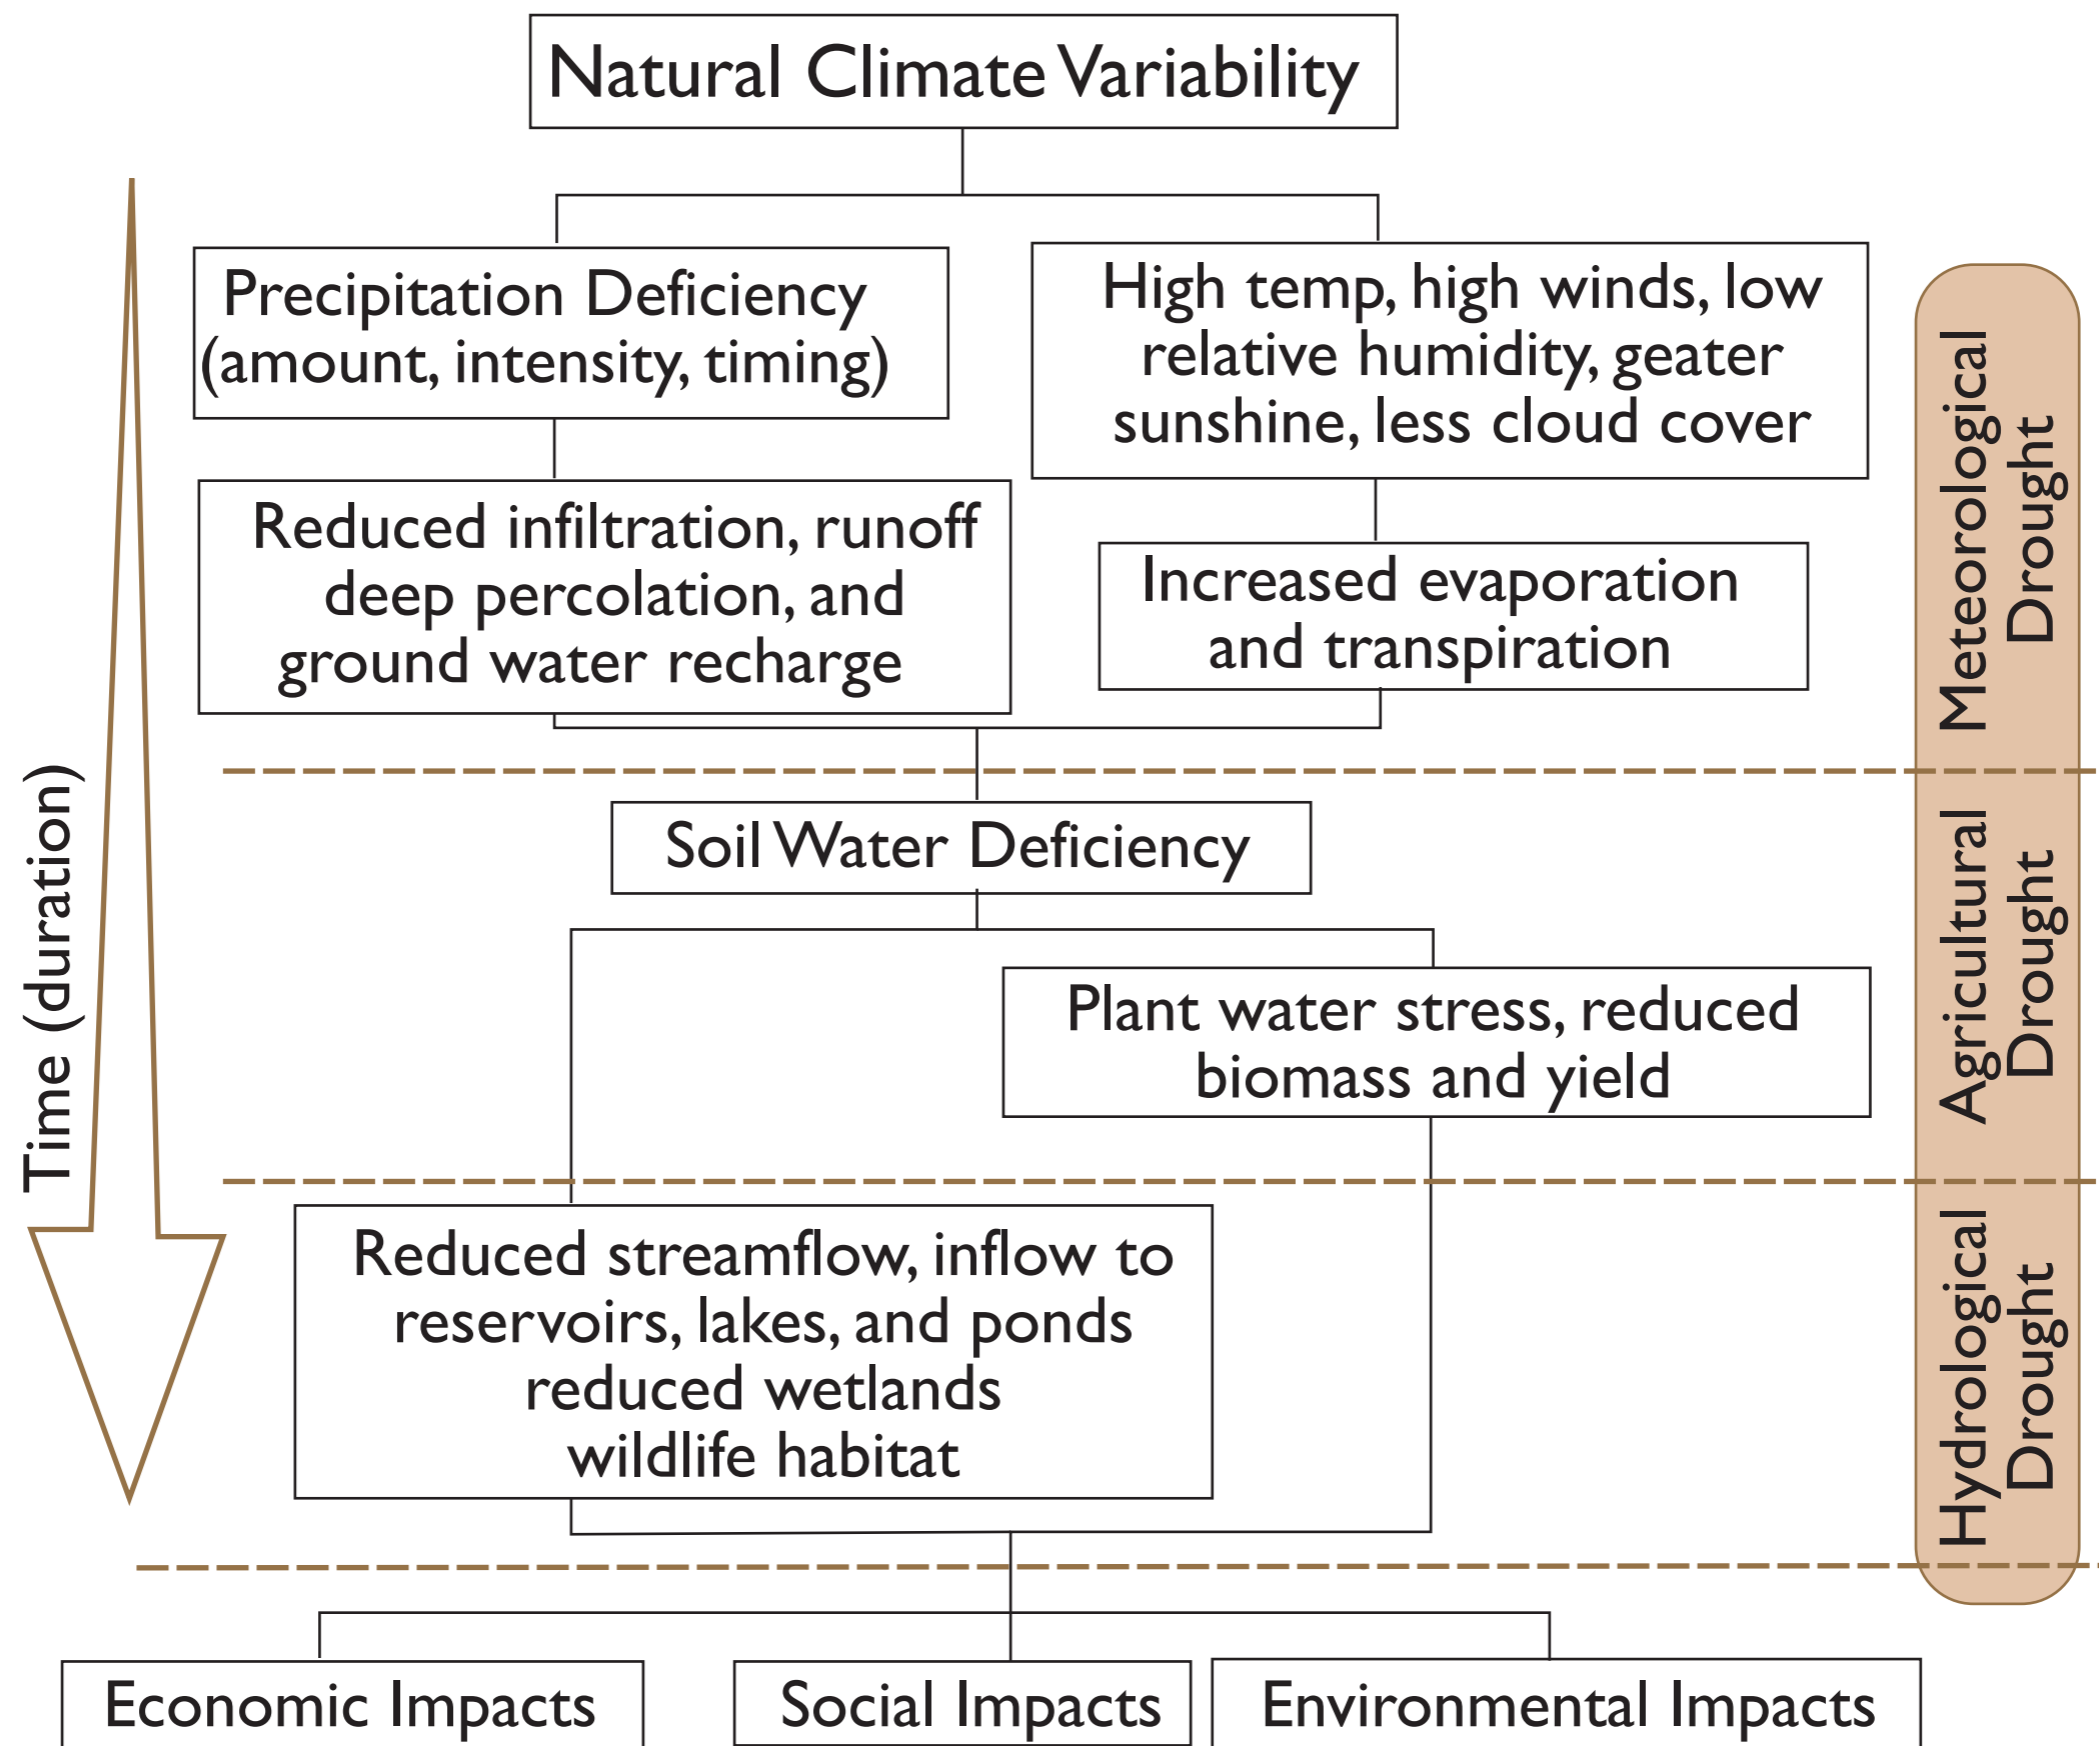 Natural Climate Variability
Precipitation Deficiency
(amount, intensity, timing)
High temp, high winds, low
relative humidity, geater
sunshine, less cloud cover
Reduced infiltration, runoff
deep percolation, and
ground water recharge
Increased evaporation
and transpiration
Meteorological
Drought
Time (duration)
Soil Water Deficiency
Plant water stress, reduced
biomass and yield
Agricultural
Drought
Reduced streamflow, inflow to
reservoirs, lakes, and ponds
reduced wetlands
wildlife habitat
Hydrological
Drought
Economic Impacts
Social Impacts
Environmental Impacts